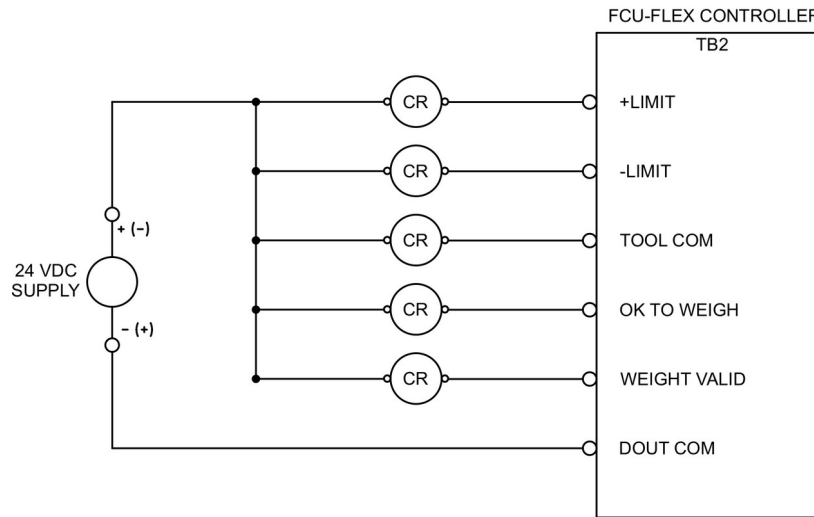 FCU-FLEX CONTROLLER
TB2
CR
+LIMIT
CR
-LIMIT
+ (−)
CR
TOOL COM
24 VDC
SUPPLY
CR
OK TO WEIGH
− (+)
CR
WEIGHT VALID
DOUT COM